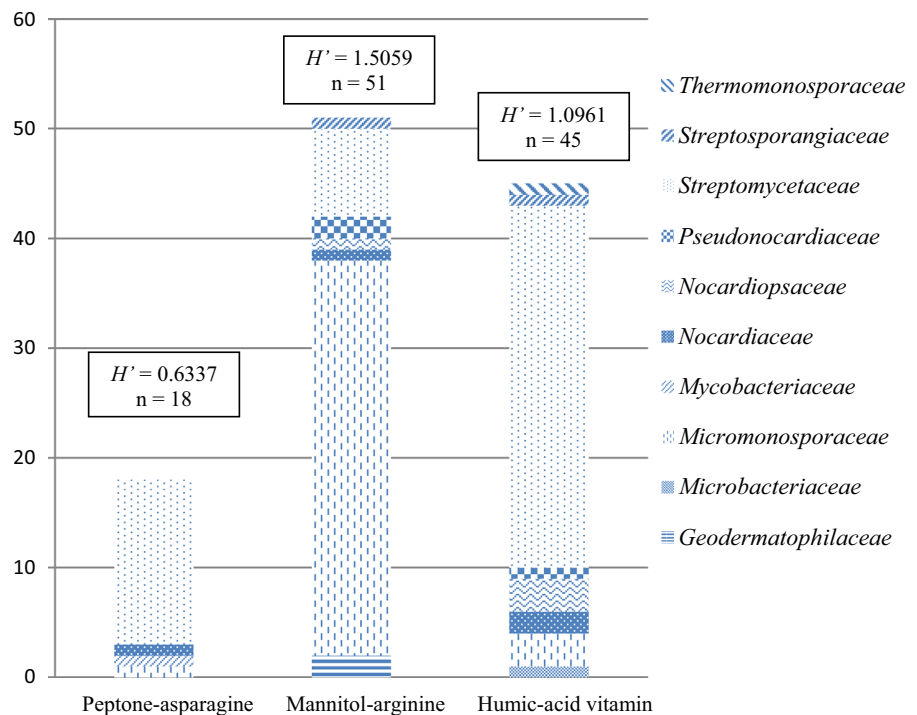 60
50
40
30
20
10
0
H' = 0.6337
n = 18
H' = 1.5059
n = 51
H' = 1.0961
n = 45
Peptone-asparagine
Mannitol-arginine
Humic-acid vitamin
Thermomonosporaceae
Streptosporangiaceae
Streptomycetaceae
Pseudonocardiaceae
Nocardiopsaceae
Nocardiaceae
Mycobacteriaceae
Micromonosporaceae
Microbacteriaceae
Geodermatophilaceae